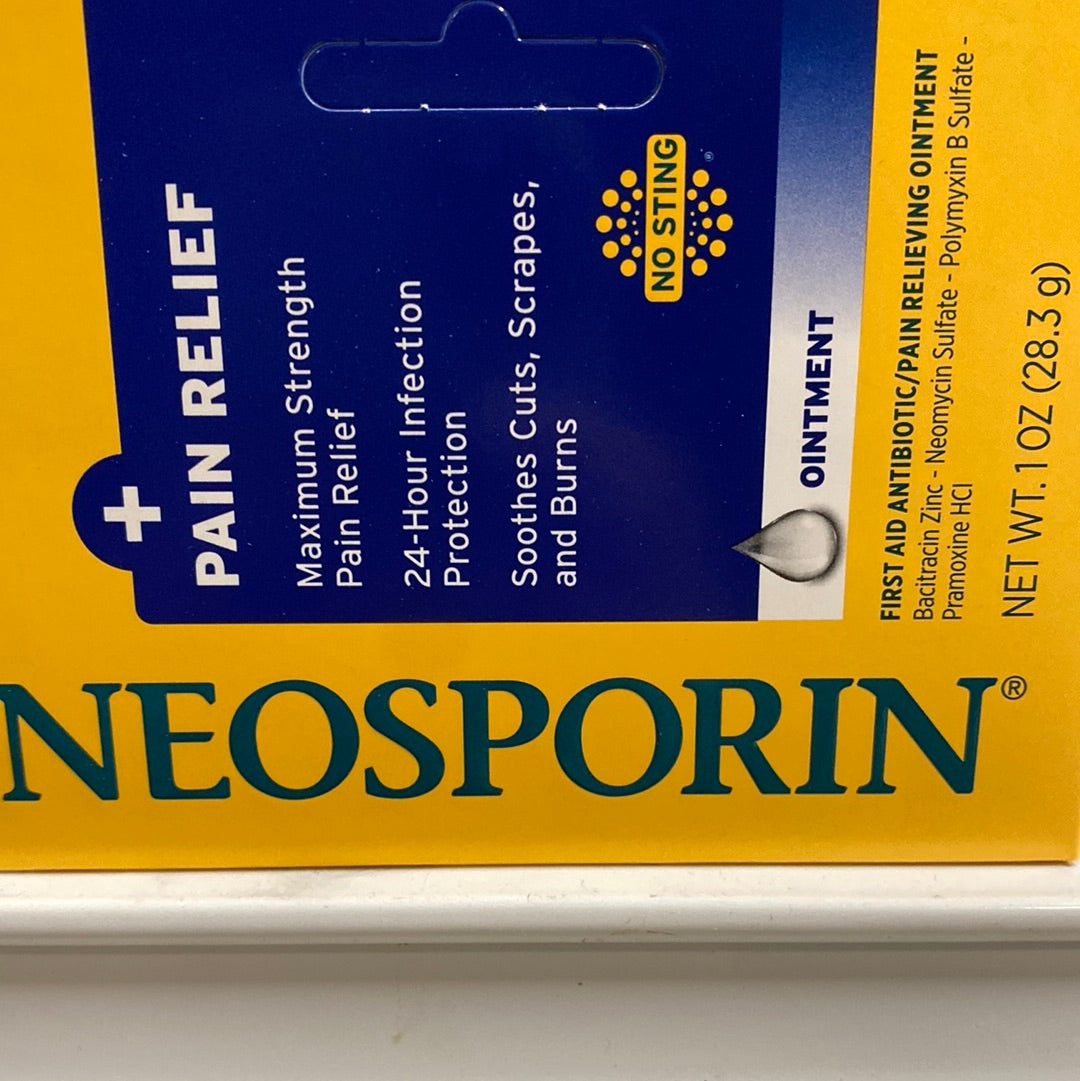 NEOSPORIN®
+
PAIN RELIEF
Maximum Strength
Pain Relief
24-Hour Infection
Protection
Soothes Cuts, Scrapes,
and Burns
NO STING
OINTMENT
FIRST AID ANTIBIOTIC/PAIN RELIEVING OINTMENT
Bacitracin Zinc - Neomycin Sulfate - Polymyxin B Sulfate -
Pramoxine HCl
NET WT. 1 OZ (28.3 g)